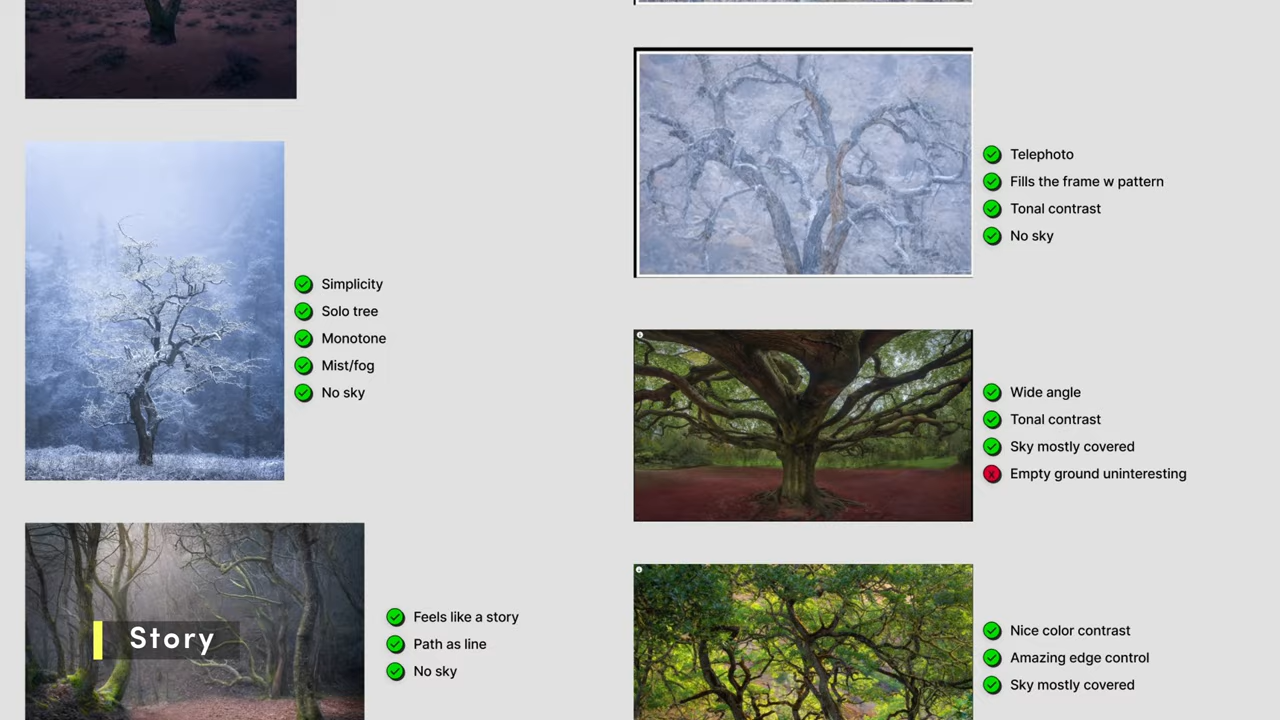 Simplicity
Solo tree
Monotone
Mist/fog
No sky
Story
Feels like a story
Path as line
No sky
Telephoto
Fills the frame w pattern
Tonal contrast
No sky
Wide angle
Tonal contrast
Sky mostly covered
Empty ground uninteresting
Nice color contrast
Amazing edge control
Sky mostly covered